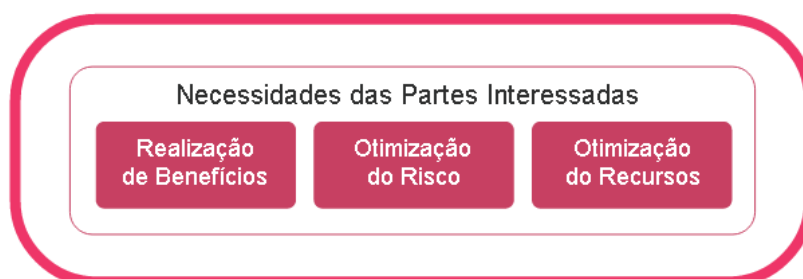 Necessidades das Partes Interessadas
Realização
de Benefícios
Otimização
do Risco
Otimização
do Recursos